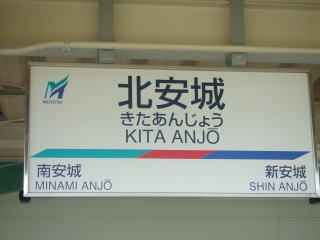 MEITETSU
北安城
きたあんじょう
KITA ANJŌ
南安城
MINAMI ANJŌ
新安城
SHIN ANJŌ